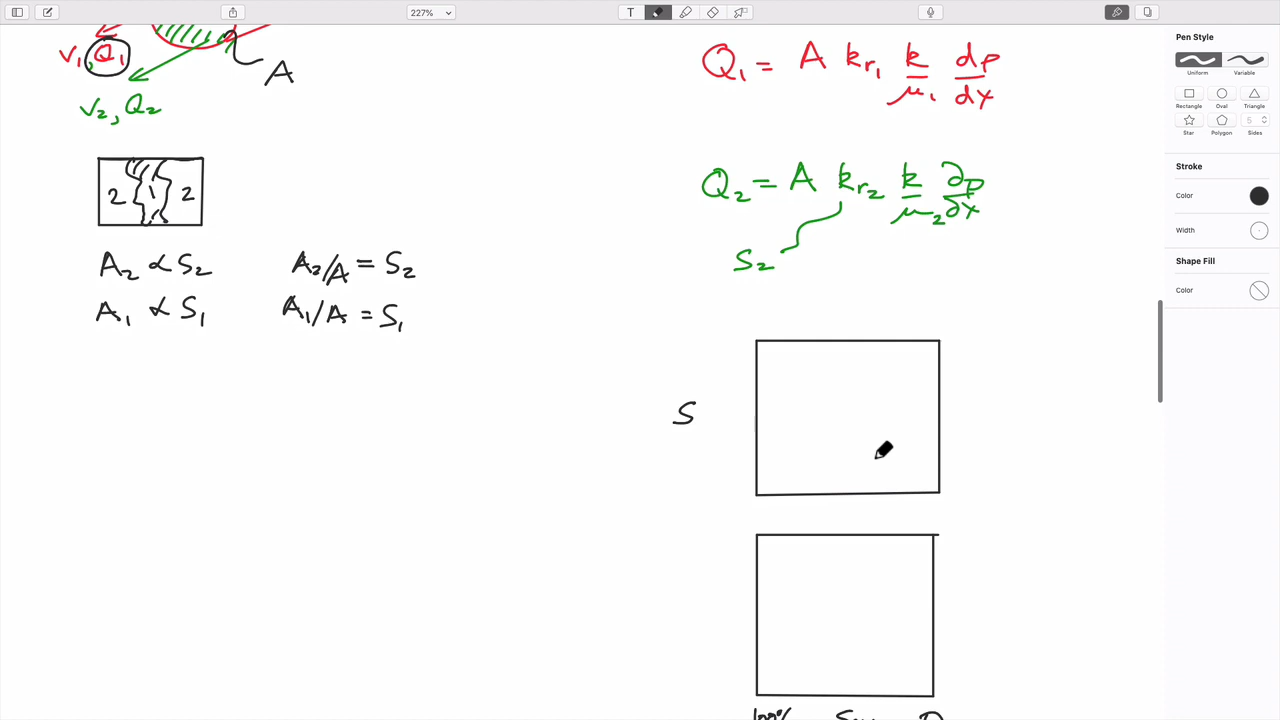 227%
T
Pen Style
Uniform Variable
Rectangle Oval Triangle
Star Polygon 5 Sides
Stroke
Color
Width
Shape Fill
Color
V₁, Q₁
A
V₂, Q₂
2 1 2
A₂ ∝ S₂ A₂/A = S₂
A₁ ∝ S₁ A₁/A = S₁
Q₁ = A kr₁ k/μ₁ dp/dx
Q₂ = A kr₂ k/μ₂ ∂p/∂x
S₂
S
100%